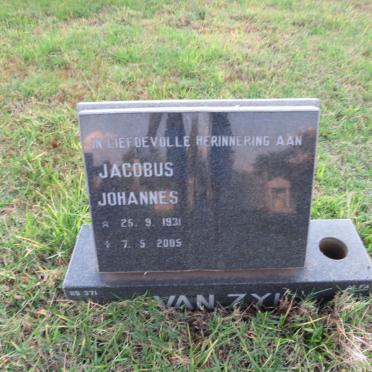 IN LIEFDEVOLLE HERINNERING AAN
JACOBUS
JOHANNES
☆ 25. 9. 1931
✝ 7. 5. 2005
VAN ZYL